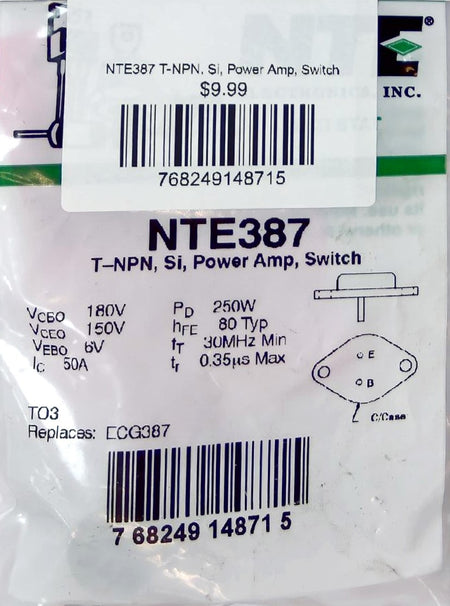 NTE387 T-NPN, Si, Power Amp, Switch
$9.99
768249148715
® 
INC.
NTE387
T–NPN, Si, Power Amp, Switch
VCBO 180V
VCEO 150V
VEBO 6V
IC 50A
PD 250W
hFE 80 Typ
fT 30MHz Min
tr 0.35µs Max
E
B
C/Case
TO3
Replaces: ECG387
7 68249 14871 5